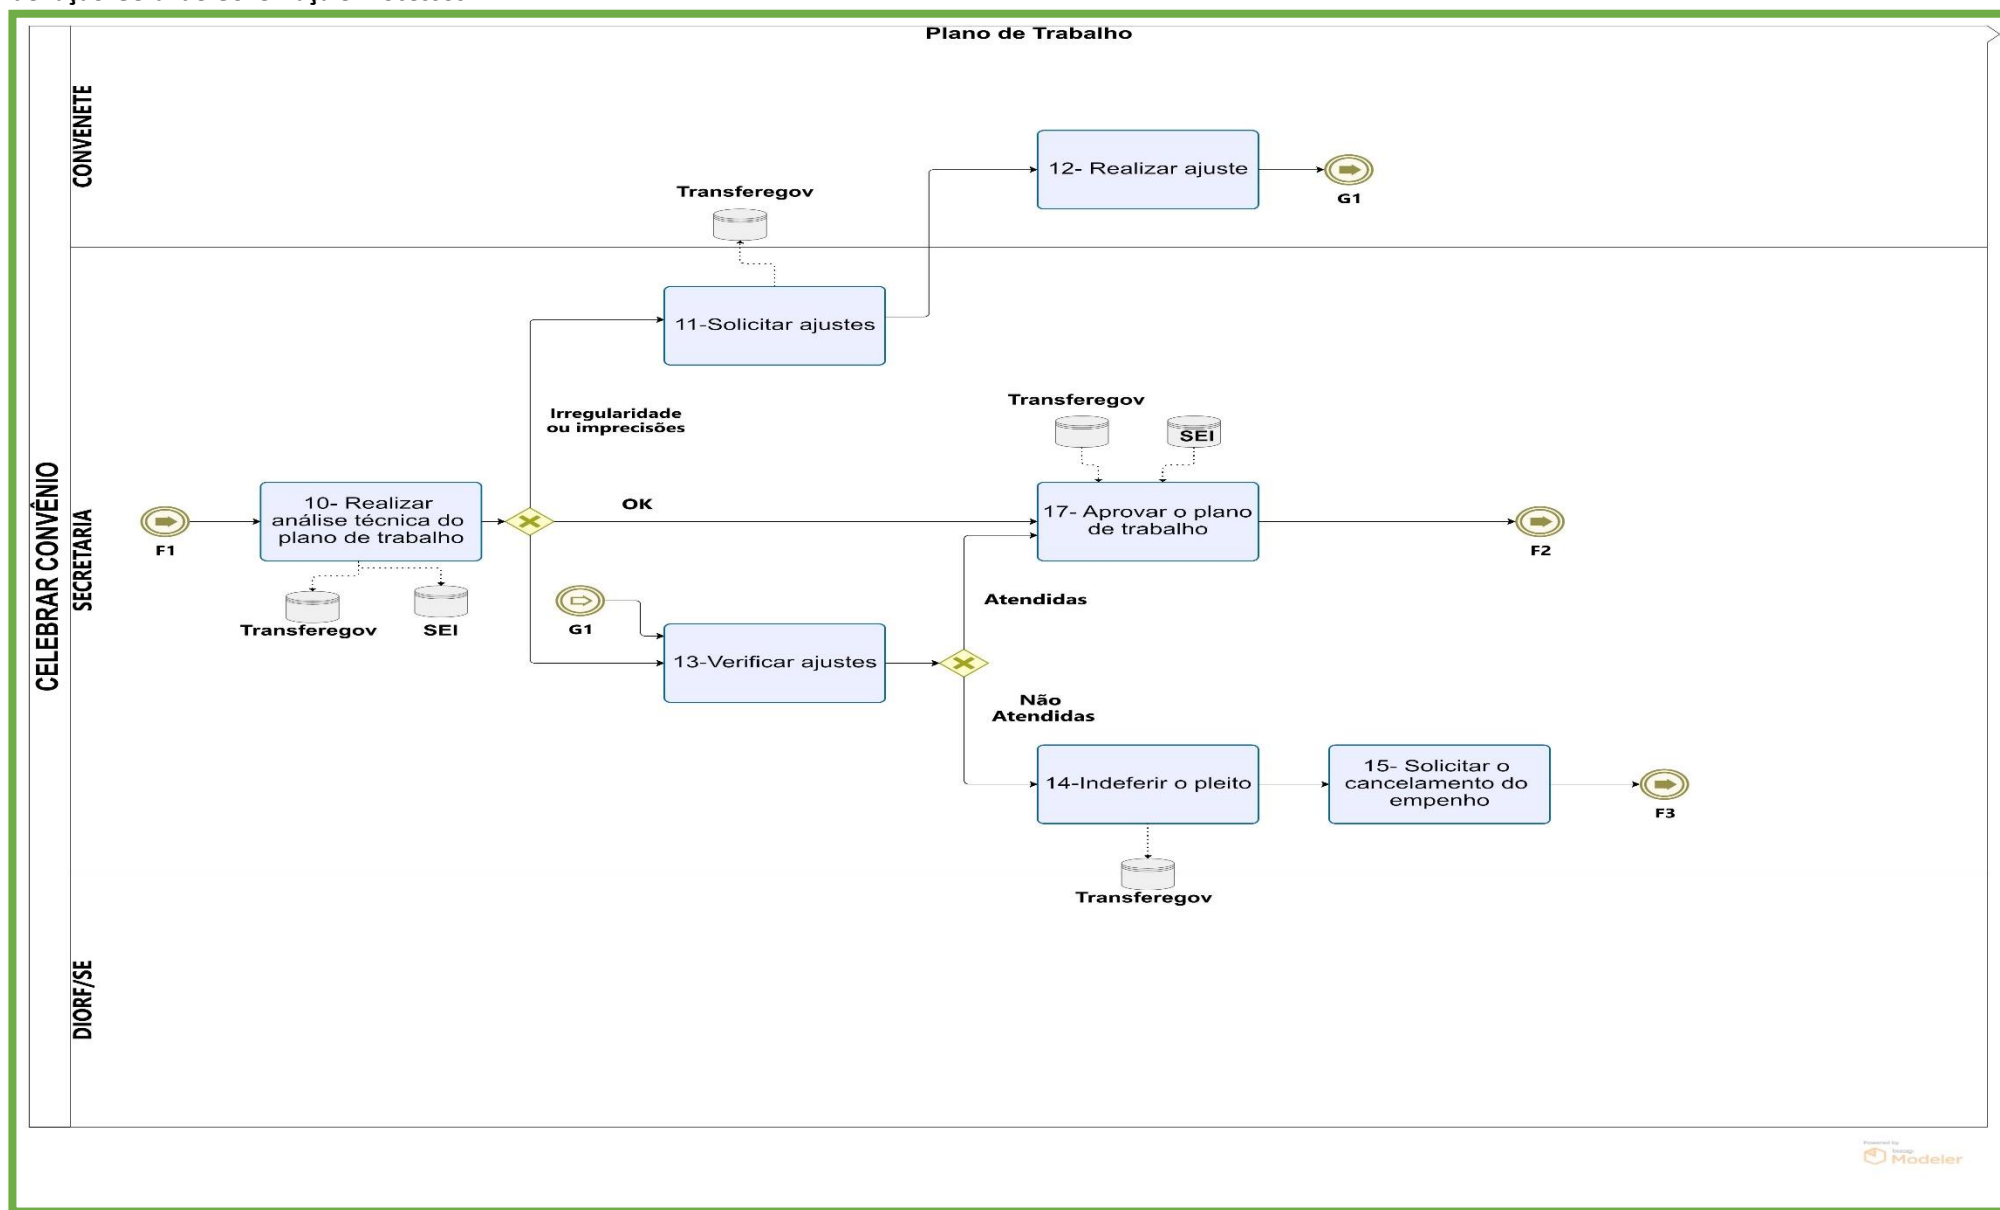 Plano de Trabalho
CELEBRAR CONVÊNIO
CONVENETE
12- Realizar ajuste
G1
Transferegov
SECRETARIA
11-Solicitar ajustes
Irregularidade
ou imprecisões
Transferegov
SEI
F1
10- Realizar
análise técnica do
plano de trabalho
OK
17- Aprovar o plano
de trabalho
F2
Transferegov
SEI
G1
Atendidas
13-Verificar ajustes
Não
Atendidas
14-Indeferir o pleito
15- Solicitar o
cancelamento do
empenho
F3
Transferegov
DIORF/SE
Powered by
bizagi
Modeler